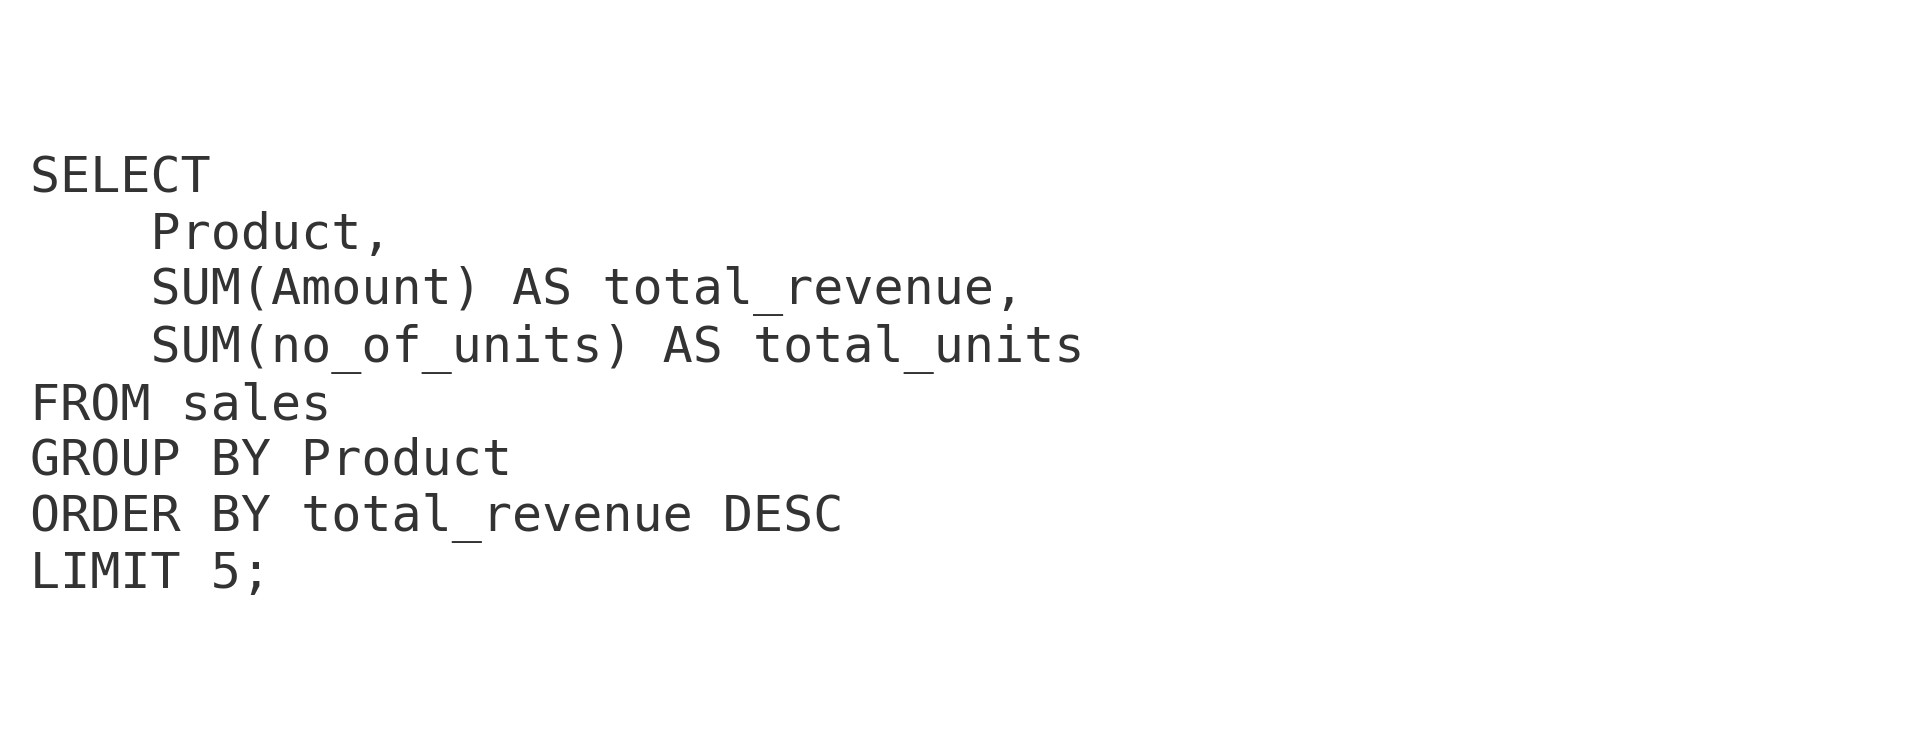 SELECT
    Product,
    SUM(Amount) AS total_revenue,
    SUM(no_of_units) AS total_units
FROM sales
GROUP BY Product
ORDER BY total_revenue DESC
LIMIT 5;